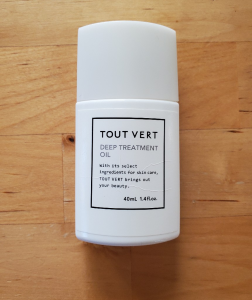 TOUT VERT
DEEP TREATMENT
OIL
With its select
ingredients for skin care,
TOUT VERT brings out
your beauty.
40mL 1.4fl.oz.